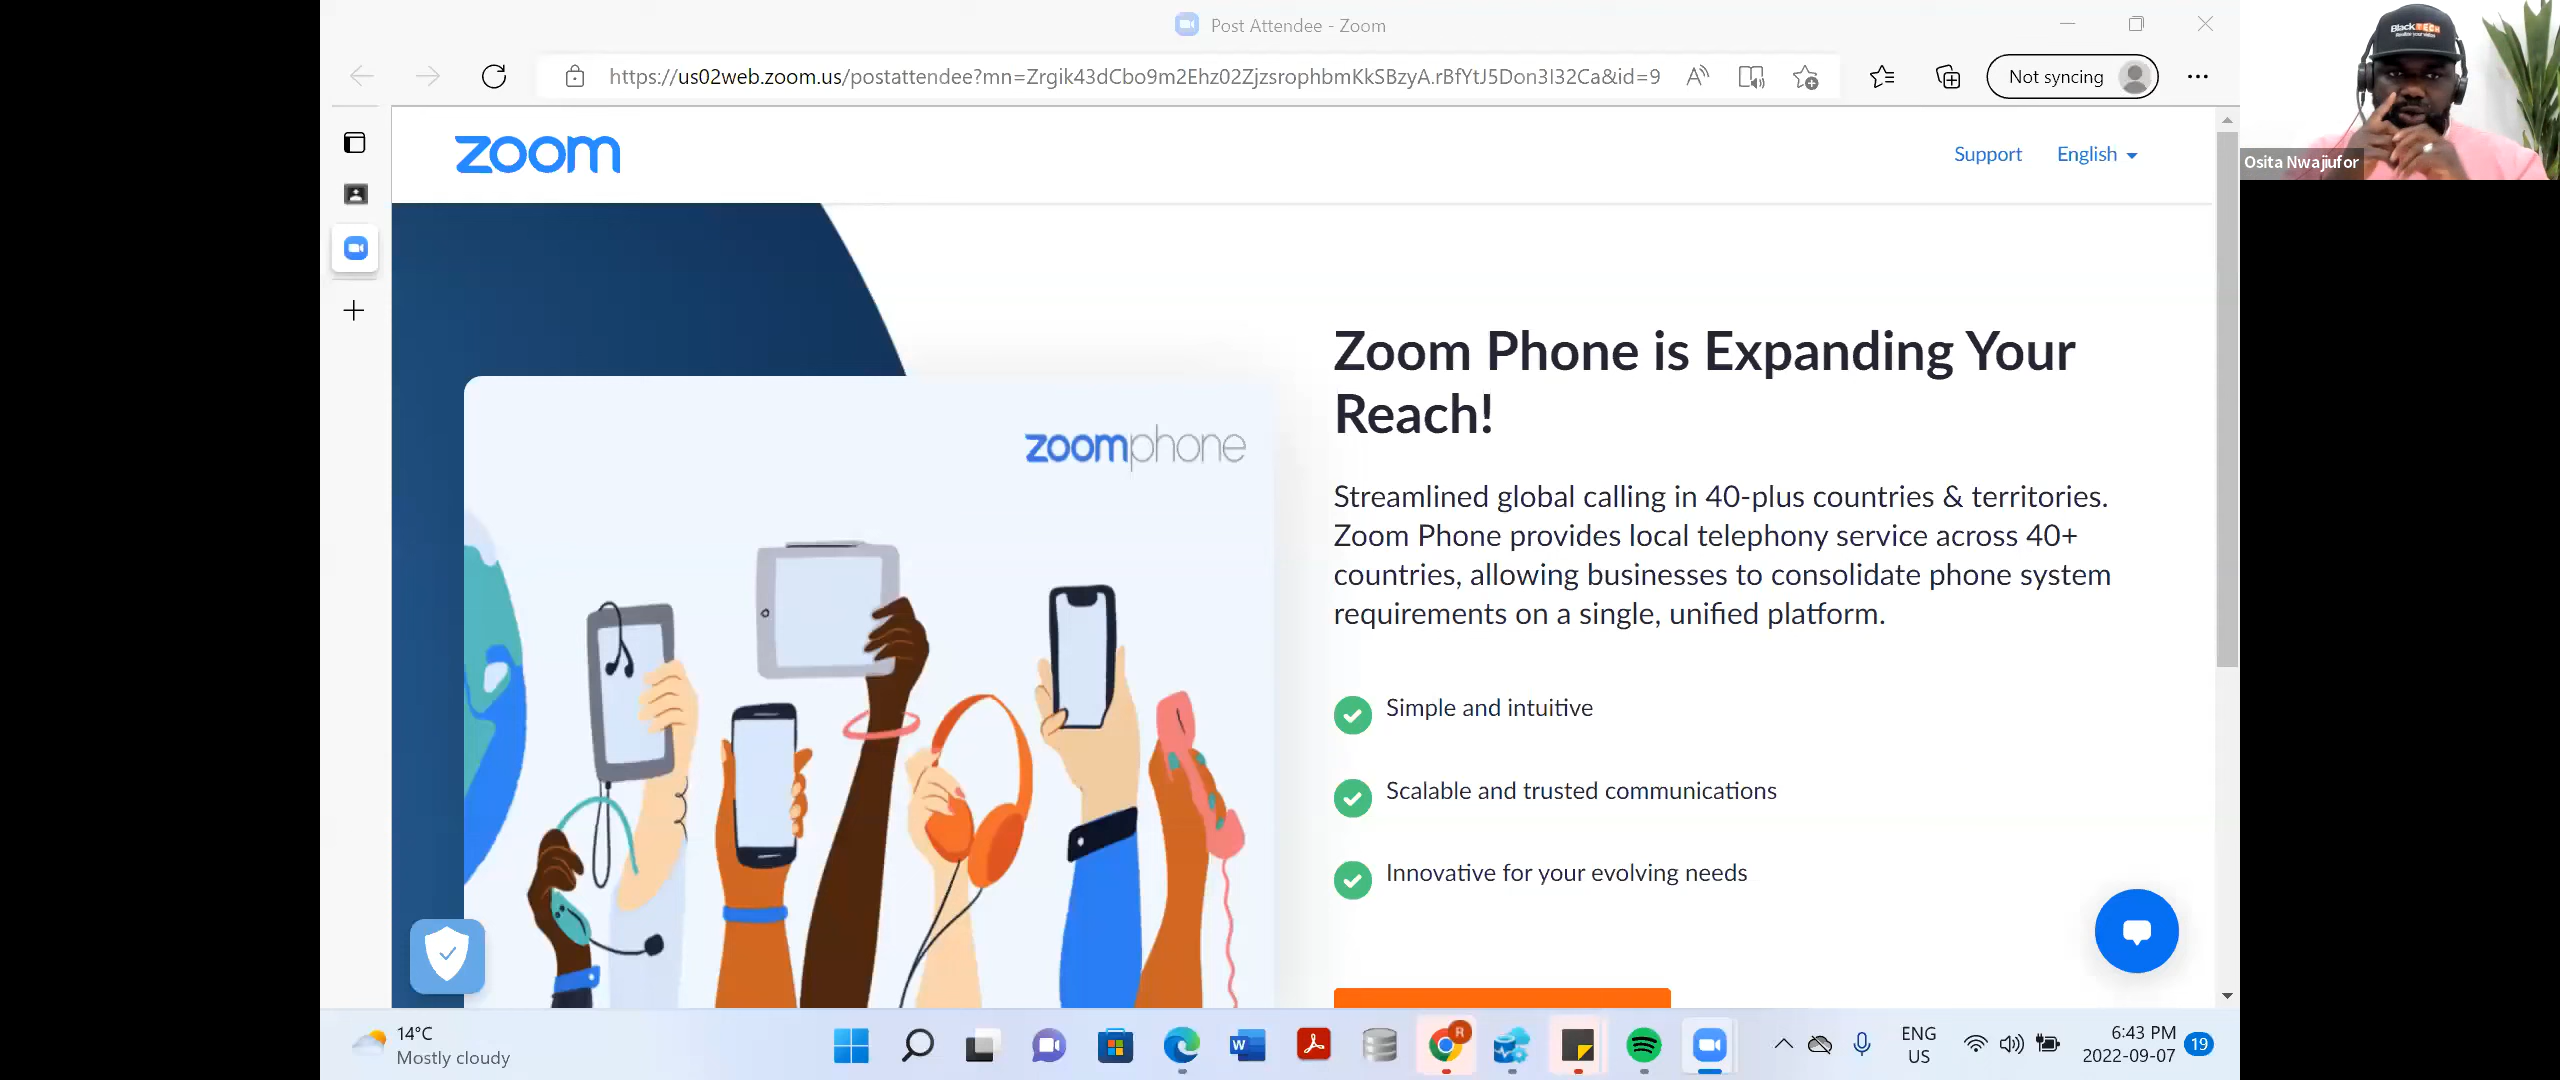 Post Attendee - Zoom
https://us02web.zoom.us/postattendee?mn=Zrgik43dCbo9m2Ehz02ZjzsrophbmKkSBzyA.rBfYtJ5Don3I32Ca&id=9
Not syncing
BlackTECH
Osita Nwajiufor
zoom
Support
English
zoomphone
Zoom Phone is Expanding Your
Reach!
Streamlined global calling in 40-plus countries & territories.
Zoom Phone provides local telephony service across 40+
countries, allowing businesses to consolidate phone system
requirements on a single, unified platform.
Simple and intuitive
Scalable and trusted communications
Innovative for your evolving needs
14°C
Mostly cloudy
W
R
ENG
US
6:43 PM
2022-09-07
19